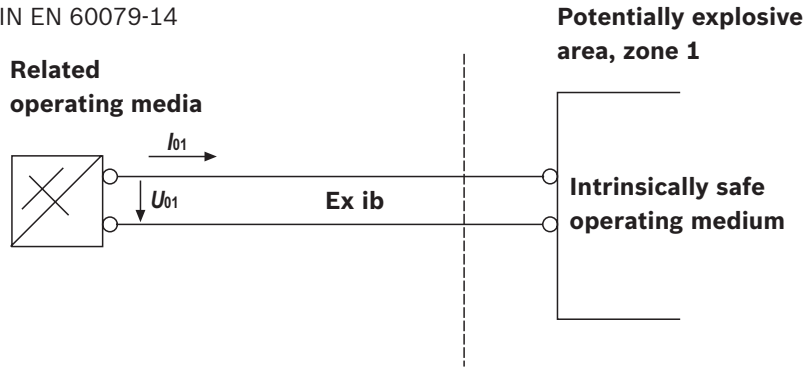 IN EN 60079-14
Potentially explosive
area, zone 1
Related
operating media
I01
U01
Ex ib
Intrinsically safe
operating medium